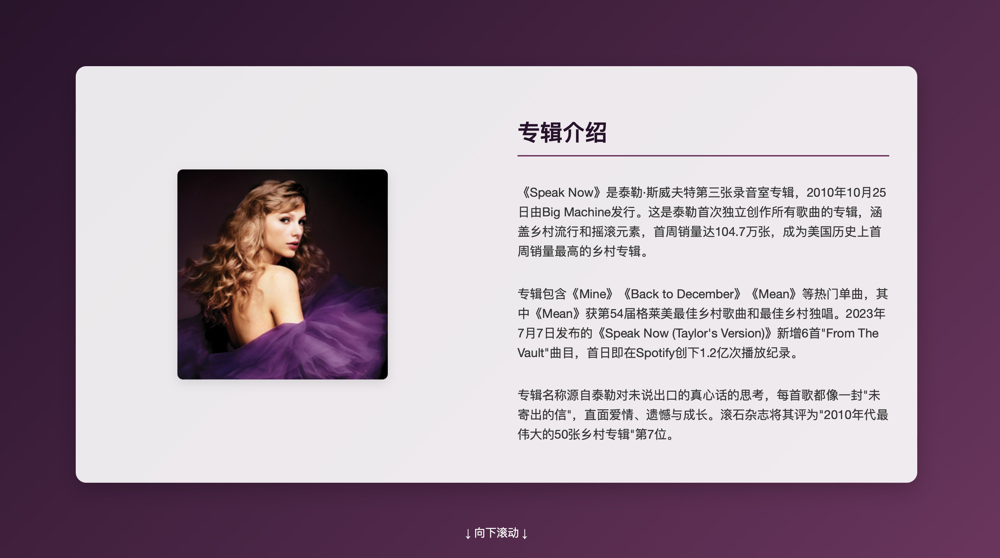 专辑介绍
《Speak Now》是泰勒·斯威夫特第三张录音室专辑，2010年10月25
日由Big Machine发行。这是泰勒首次独立创作所有歌曲的专辑，涵
盖乡村流行和摇滚元素，首周销量达104.7万张，成为美国历史上首
周销量最高的乡村专辑。
专辑包含《Mine》《Back to December》《Mean》等热门单曲，其
中《Mean》获第54届格莱美最佳乡村歌曲和最佳乡村独唱。2023年
7月7日发布的《Speak Now (Taylor's Version)》新增6首"From The
Vault"曲目，首日即在Spotify创下1.2亿次播放纪录。
专辑名称源自泰勒对未说出口的真心话的思考，每首歌都像一封"未
寄出的信"，直面爱情、遗憾与成长。滚石杂志将其评为"2010年代最
伟大的50张乡村专辑"第7位。
↓ 向下滚动 ↓